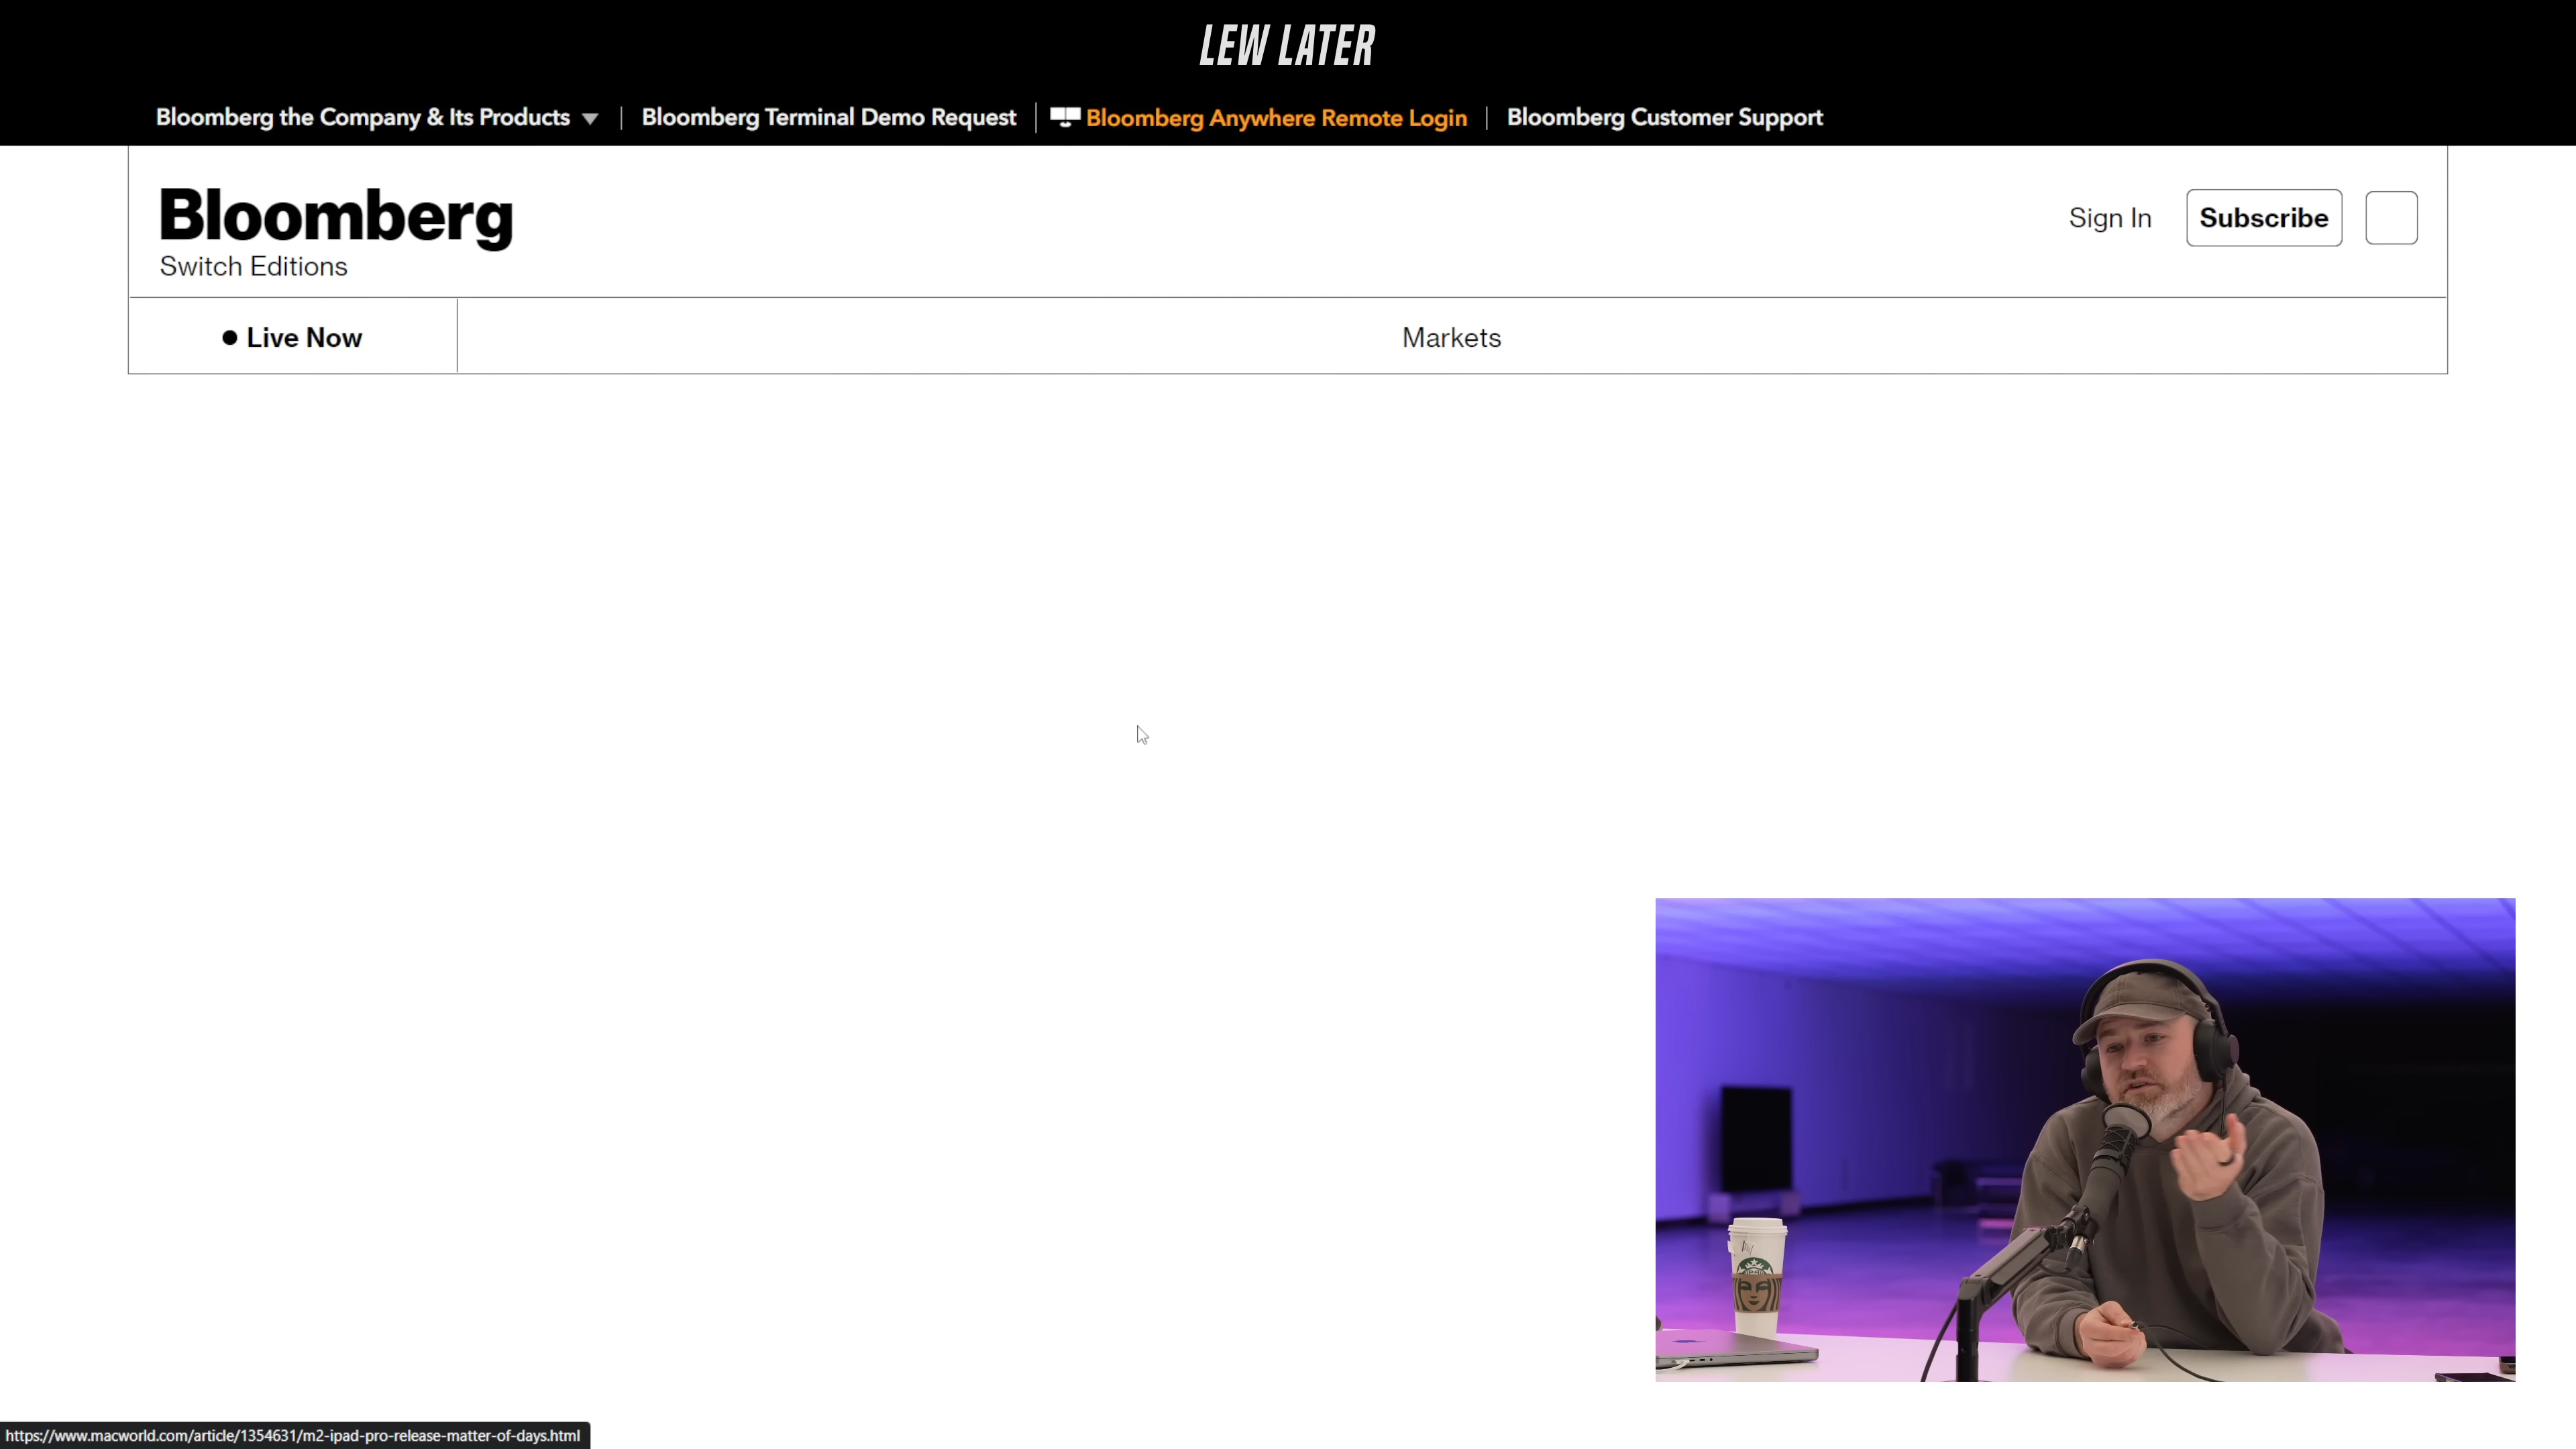 LEW LATER
Bloomberg the Company & Its Products
Bloomberg Terminal Demo Request
Bloomberg Anywhere Remote Login
Bloomberg Customer Support
Bloomberg
Switch Editions
Sign In
Subscribe
Live Now
Markets
https://www.macworld.com/article/1354631/m2-ipad-pro-release-matter-of-days.html